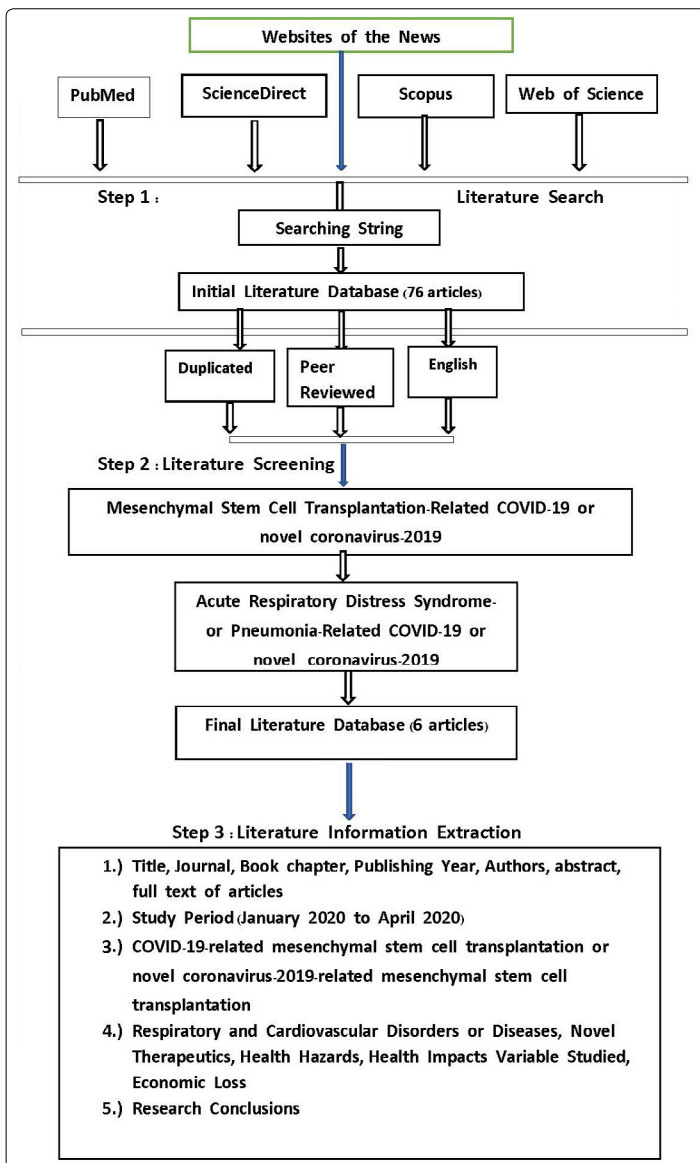 Websites of the News
PubMed
ScienceDirect
Scopus
Web of Science
Step 1 :
Literature Search
Searching String
Initial Literature Database (76 articles)
Duplicated
Peer
Reviewed
English
Step 2 : Literature Screening
Mesenchymal Stem Cell Transplantation-Related COVID-19 or
novel coronavirus-2019
Acute Respiratory Distress Syndrome-
or Pneumonia-Related COVID-19 or
novel coronavirus-2019
Final Literature Database (6 articles)
Step 3 : Literature Information Extraction
1.) Title, Journal, Book chapter, Publishing Year, Authors, abstract,
full text of articles
2.) Study Period (January 2020 to April 2020)
3.) COVID-19-related mesenchymal stem cell transplantation or
novel coronavirus-2019-related mesenchymal stem cell
transplantation
4.) Respiratory and Cardiovascular Disorders or Diseases, Novel
Therapeutics, Health Hazards, Health Impacts Variable Studied,
Economic Loss
5.) Research Conclusions